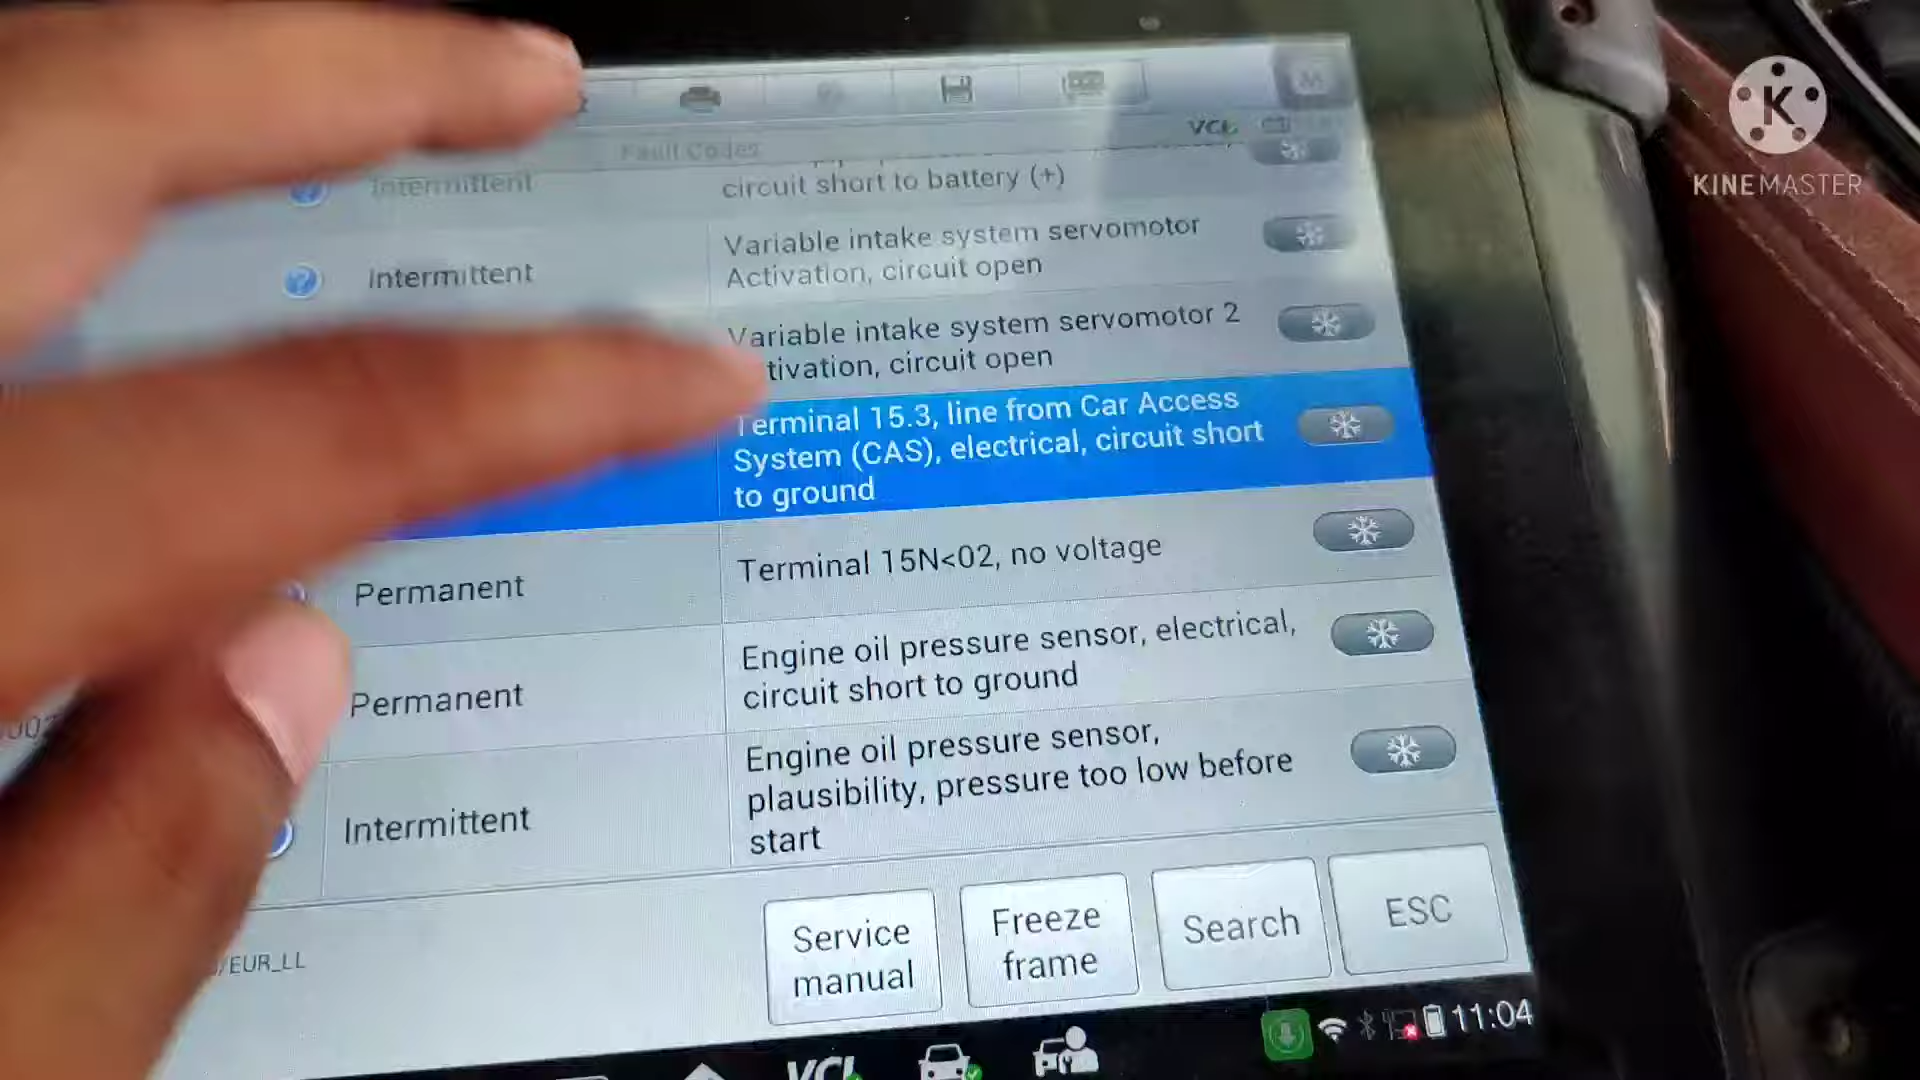 KINEMASTER
VCI
Fault Codes
Intermittent
circuit short to battery (+)
Intermittent
Variable intake system servomotor
Activation, circuit open
Variable intake system servomotor 2
tivation, circuit open
Terminal 15.3, line from Car Access
System (CAS), electrical, circuit short
to ground
Permanent
Terminal 15N<02, no voltage
Permanent
Engine oil pressure sensor, electrical,
circuit short to ground
Intermittent
Engine oil pressure sensor,
plausibility, pressure too low before
start
/EUR_LL
Service
manual
Freeze
frame
Search
ESC
VCI
11:04